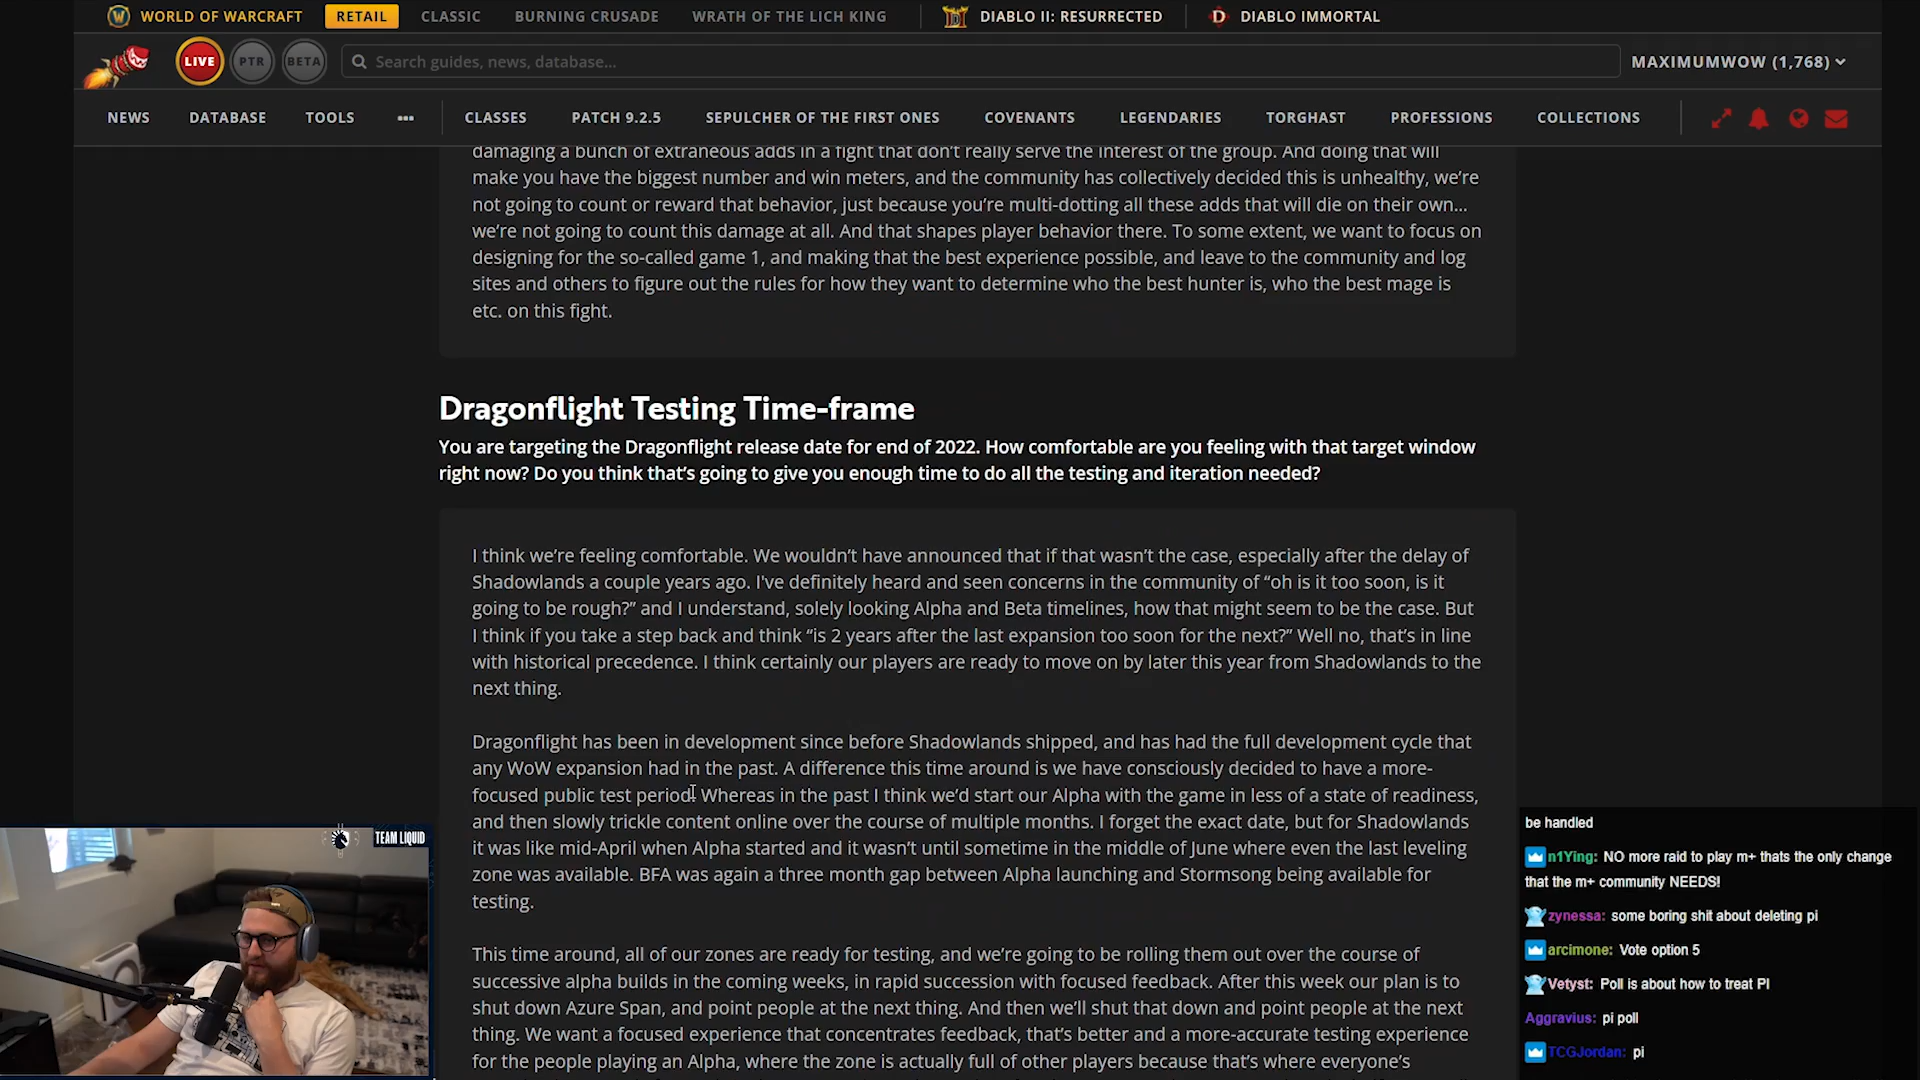 WORLD OF WARCRAFT RETAIL CLASSIC BURNING CRUSADE WRATH OF THE LICH KING DIABLO II: RESURRECTED DIABLO IMMORTAL
LIVE PTR BETA Search guides, news, database... MAXIMUMWOW (1,768)
NEWS DATABASE TOOLS ... CLASSES PATCH 9.2.5 SEPULCHER OF THE FIRST ONES COVENANTS LEGENDARIES TORGHAST PROFESSIONS COLLECTIONS
damaging a bunch of extraneous adds in a fight that don't really serve the interest of the group. And doing that will
make you have the biggest number and win meters, and the community has collectively decided this is unhealthy, we're
not going to count or reward that behavior, just because you're multi-dotting all these adds that will die on their own...
we're not going to count this damage at all. And that shapes player behavior there. To some extent, we want to focus on
designing for the so-called game 1, and making that the best experience possible, and leave to the community and log
sites and others to figure out the rules for how they want to determine who the best hunter is, who the best mage is
etc. on this fight.
Dragonflight Testing Time-frame
You are targeting the Dragonflight release date for end of 2022. How comfortable are you feeling with that target window
right now? Do you think that's going to give you enough time to do all the testing and iteration needed?
I think we're feeling comfortable. We wouldn't have announced that if that wasn't the case, especially after the delay of
Shadowlands a couple years ago. I've definitely heard and seen concerns in the community of “oh is it too soon, is it
going to be rough?” and I understand, solely looking Alpha and Beta timelines, how that might seem to be the case. But
I think if you take a step back and think “is 2 years after the last expansion too soon for the next?” Well no, that's in line
with historical precedence. I think certainly our players are ready to move on by later this year from Shadowlands to the
next thing.
Dragonflight has been in development since before Shadowlands shipped, and has had the full development cycle that
any WoW expansion had in the past. A difference this time around is we have consciously decided to have a more-
focused public test period. Whereas in the past I think we'd start our Alpha with the game in less of a state of readiness,
and then slowly trickle content online over the course of multiple months. I forget the exact date, but for Shadowlands
it was like mid-April when Alpha started and it wasn't until sometime in the middle of June where even the last leveling
zone was available. BFA was again a three month gap between Alpha launching and Stormsong being available for
testing.
This time around, all of our zones are ready for testing, and we're going to be rolling them out over the course of
successive alpha builds in the coming weeks, in rapid succession with focused feedback. After this week our plan is to
shut down Azure Span, and point people at the next thing. And then we'll shut that down and point people at the next
thing. We want a focused experience that concentrates feedback, that's better and a more-accurate testing experience
for the people playing an Alpha, where the zone is actually full of other players because that's where everyone's
TEAM LIQUID
be handled
n1Ying: NO more raid to play m+ thats the only change
that the m+ community NEEDS!
zynessa: some boring shit about deleting pi
arcimone: Vote option 5
Vetyst: Poll is about how to treat PI
Aggravius: pi poll
TCGJordan: pi